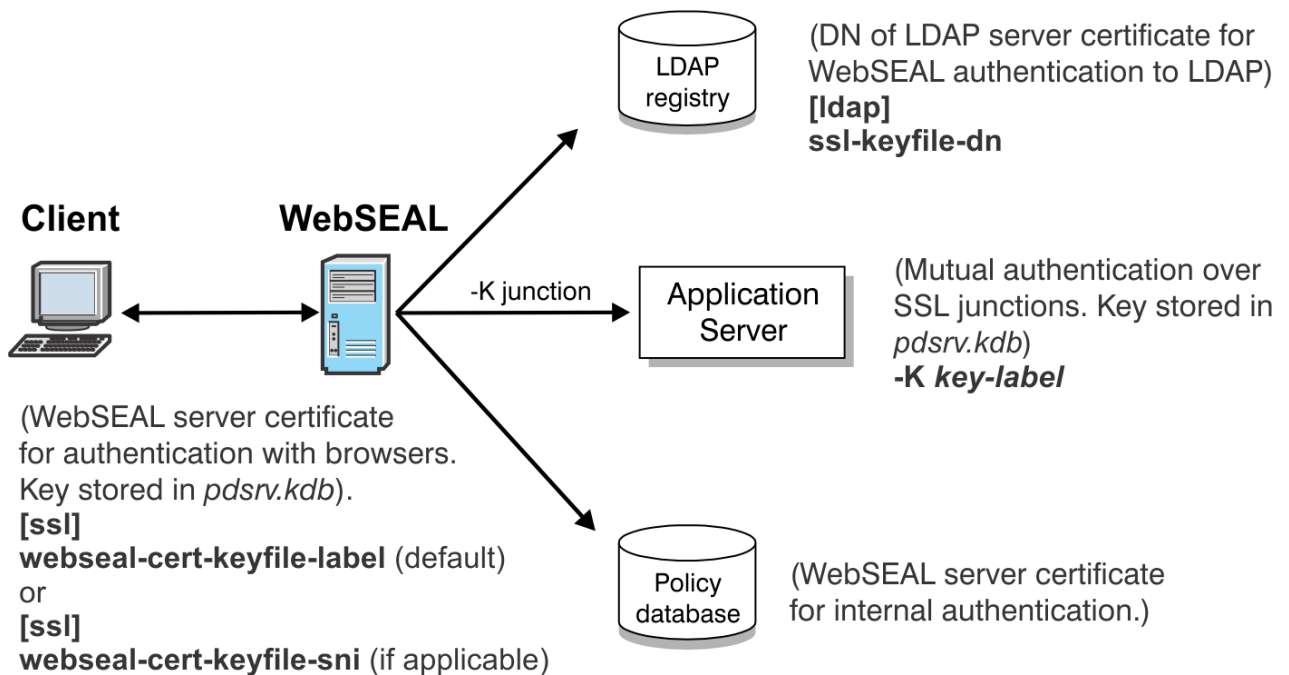 LDAP
registry
(DN of LDAP server certificate for
WebSEAL authentication to LDAP)
[ldap]
ssl-keyfile-dn
Client
WebSEAL
-K junction
Application
Server
(Mutual authentication over
SSL junctions. Key stored in
pdsrv.kdb)
-K key-label
(WebSEAL server certificate
for authentication with browsers.
Key stored in pdsrv.kdb).
[ssl]
webseal-cert-keyfile-label (default)
or
[ssl]
webseal-cert-keyfile-sni (if applicable)
Policy
database
(WebSEAL server certificate
for internal authentication.)